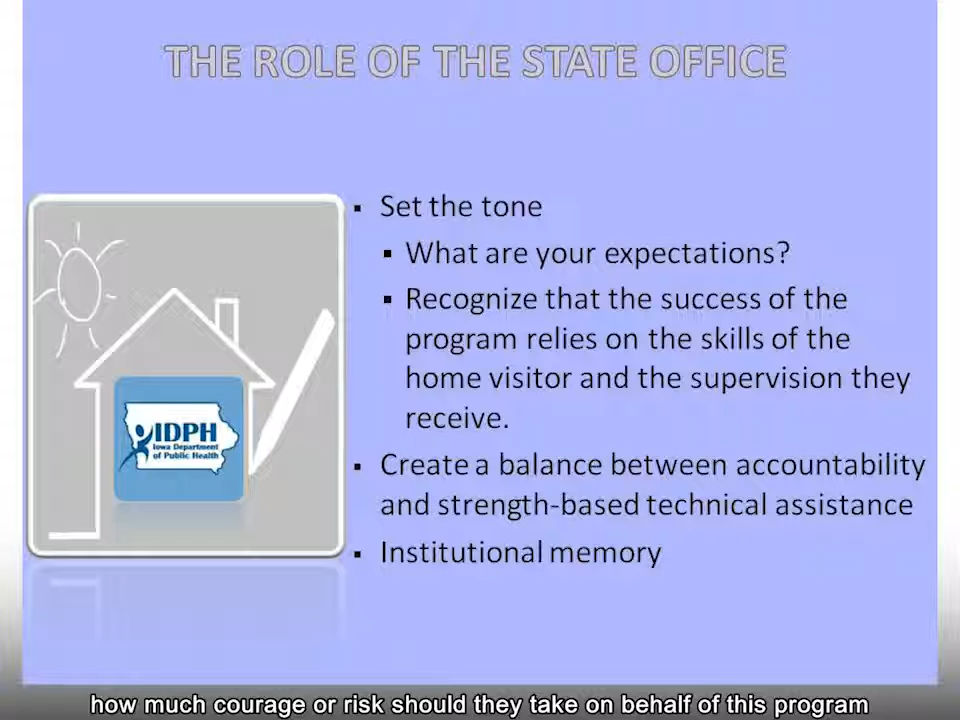 THE ROLE OF THE STATE OFFICE
▪ Set the tone
▪ What are your expectations?
▪ Recognize that the success of the
program relies on the skills of the
home visitor and the supervision they
receive.
IDPH
Iowa Department
of Public Health
▪ Create a balance between accountability
and strength-based technical assistance
▪ Institutional memory
how much courage or risk should they take on behalf of this program